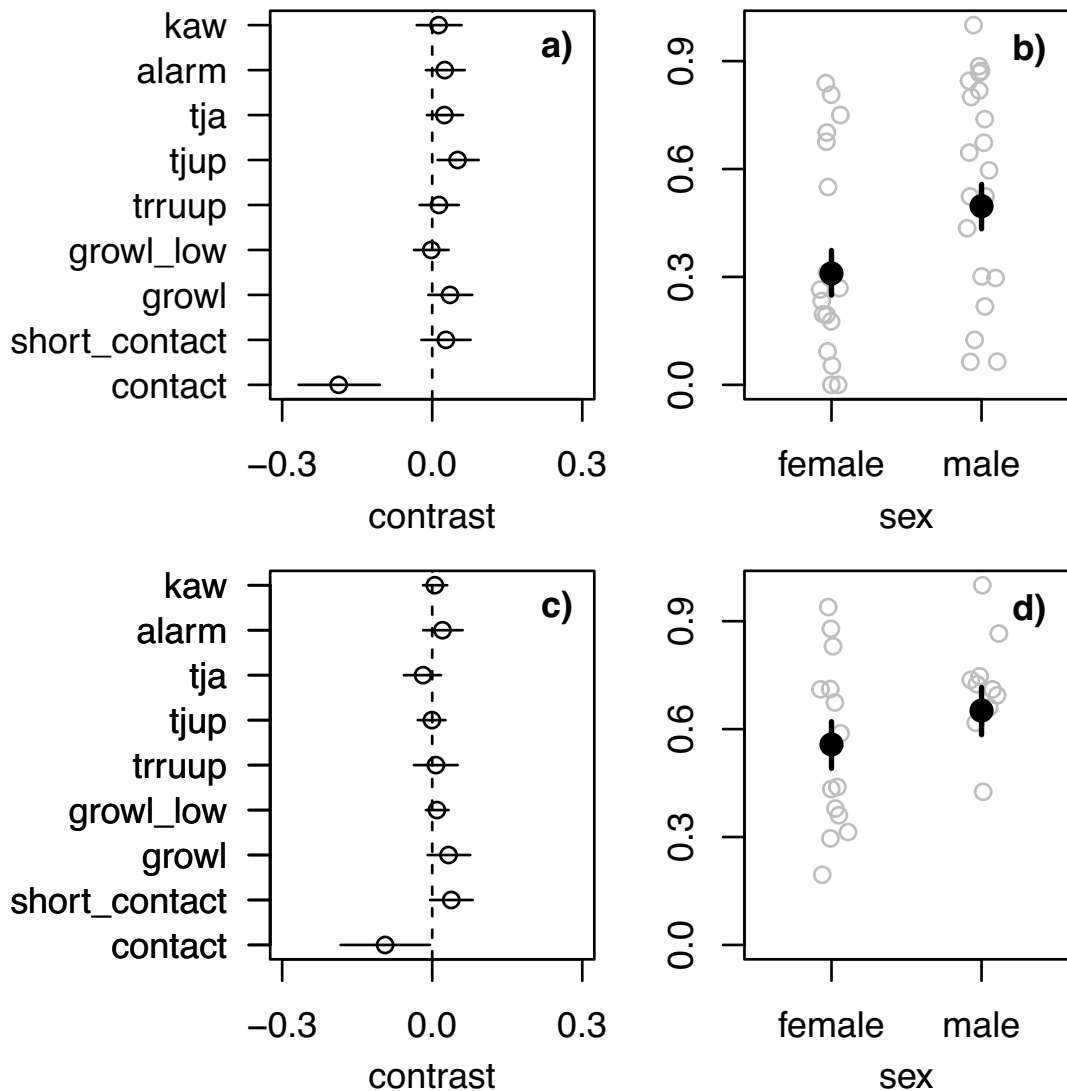 kaw
alarm
tja
tjup
trruup
growl_low
growl
short_contact
contact
−0.3 0.0 0.3
contrast
a)
0.9
0.6
0.3
0.0
female male
sex
b)
kaw
alarm
tja
tjup
trruup
growl_low
growl
short_contact
contact
−0.3 0.0 0.3
contrast
c)
0.9
0.6
0.3
0.0
female male
sex
d)